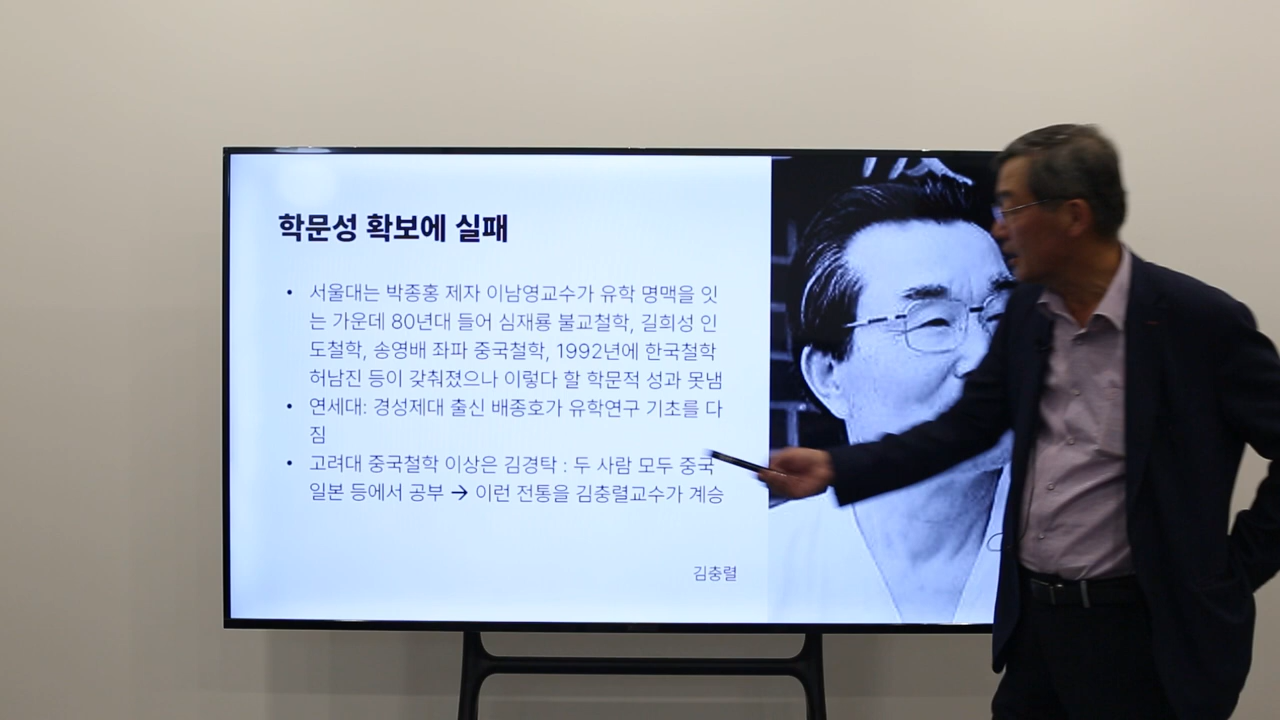 학문성 확보에 실패
• 서울대는 박종홍 제자 이남영교수가 유학 명맥을 잇
는 가운데 80년대 들어 심재룡 불교철학, 길희성 인
도철학, 송영배 좌파 중국철학, 1992년에 한국철학
허남진 등이 갖춰졌으나 이렇다 할 학문적 성과 못냄
• 연세대: 경성제대 출신 배종호가 유학연구 기초를 다
짐
• 고려대 중국철학 이상은 김경탁 : 두 사람 모두 중국
일본 등에서 공부 → 이런 전통을 김충렬교수가 계승
김충렬